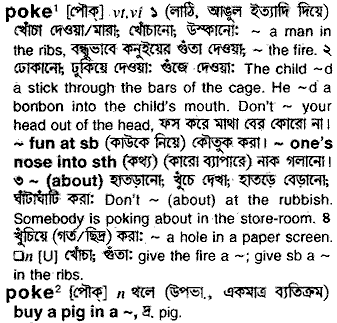 poke¹ [পৌক্] vt,vi ১ (লাঠি, আঙুল ইত্যাদি দিয়ে)
খোঁচা দেওয়া/মারা; খোঁচানো; উস্‌কানো: ~ a man in
the ribs, বন্ধুভাবে কনুইয়ের গুঁতা দেওয়া; ~ the fire. ২
ঢোকানো; ঢুকিয়ে দেওয়া; গুঁজে দেওয়া: The child ~d
a stick through the bars of the cage. He ~d a
bonbon into the child's mouth. Don't ~ your
head out of the head, ফস করে মাথা বের কোরো না।
~ fun at sb (কাউকে নিয়ে) কৌতুক করা। ~ one's
nose into sth (কথ্য) (কারো ব্যাপারে) নাক গলানো।
৩ ~ (about) হাতড়ানো; খুঁচে দেখা; হাতড়ে বেড়ানো;
ঘাঁটাঘাঁটি করা: Don't ~ (about) at the rubbish.
Somebody is poking about in the store-room. ৪
খুঁচিয়ে (গর্ত/ছিদ্র) করা: ~ a hole in a paper screen.
□n [U] খোঁচা; গুঁতা: give the fire a ~; give sb a ~
in the ribs.
poke² [পৌক্] n থলে (উপভা., একমাত্র ব্যতিক্রম)
buy a pig in a ~, দ্র. pig.